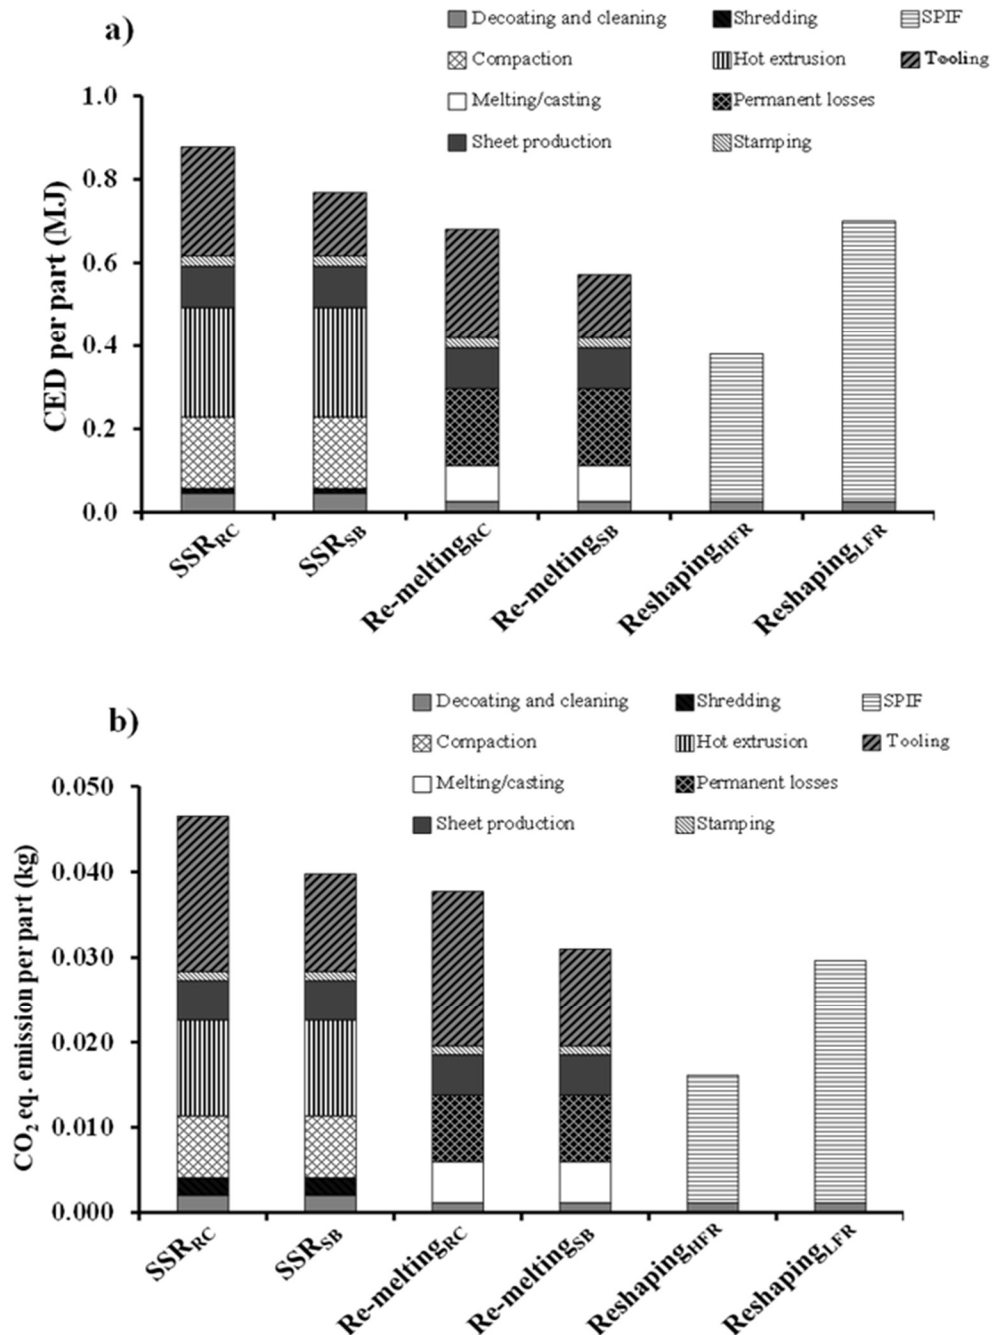 a)
Decoating and cleaning Shredding SPIF
Compaction Hot extrusion Tooling
Melting/casting Permanent losses
Sheet production Stamping
CED per part (MJ)
1.0
0.8
0.6
0.4
0.2
0.0
SSRRC SSRSB Re-meltingRC Re-meltingSB ReshapingHFR ReshapingLFR
b)
Decoating and cleaning Shredding SPIF
Compaction Hot extrusion Tooling
Melting/casting Permanent losses
Sheet production Stamping
CO2 eq. emission per part (kg)
0.050
0.040
0.030
0.020
0.010
0.000
SSRRC SSRSB Re-meltingRC Re-meltingSB ReshapingHFR ReshapingLFR